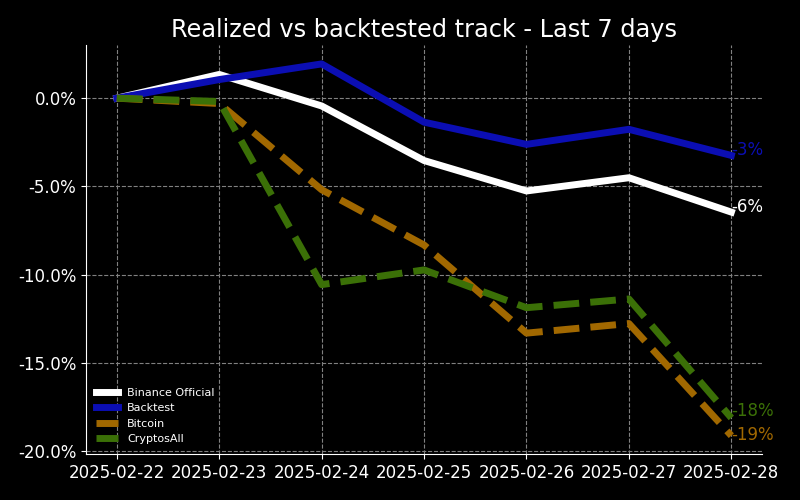 Realized vs backtested track - Last 7 days
0.0%
-5.0%
-10.0%
-15.0%
-20.0%
-3%
-6%
-18%
-19%
Binance Official
Backtest
Bitcoin
CryptosAll
2025-02-22 2025-02-23 2025-02-24 2025-02-25 2025-02-26 2025-02-27 2025-02-28